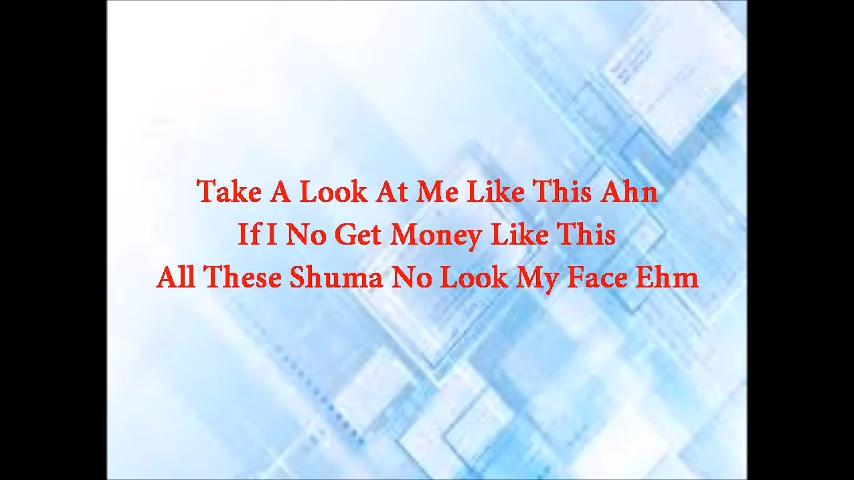 Take A Look At Me Like This Ahn
If I No Get Money Like This
All These Shuma No Look My Face Ehm